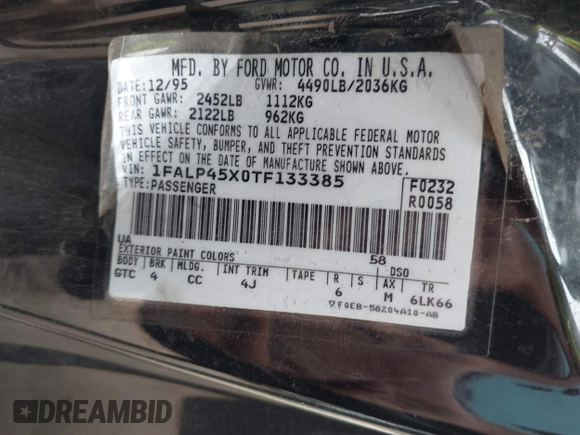 MFD. BY FORD MOTOR CO. IN U.S.A.
DATE: 12/95 GVWR: 4490LB/2036KG
FRONT GAWR: 2452LB 1112KG
REAR GAWR: 2122LB 962KG
THIS VEHICLE CONFORMS TO ALL APPLICABLE FEDERAL MOTOR
VEHICLE SAFETY, BUMPER, AND THEFT PREVENTION STANDARDS
IN EFFECT ON THE DATE OF MANUFACTURE SHOWN ABOVE.
VIN: 1FALP45X0TF133385
TYPE: PASSENGER
F0232
R0058
UA 58
EXTERIOR PAINT COLORS DSO
BODY BRK MLDG. INT TRIM TAPE R S AX TR
GTC 4 CC 4J 6 M 6LK66
F0EB-58204A10-AB
DREAMBID